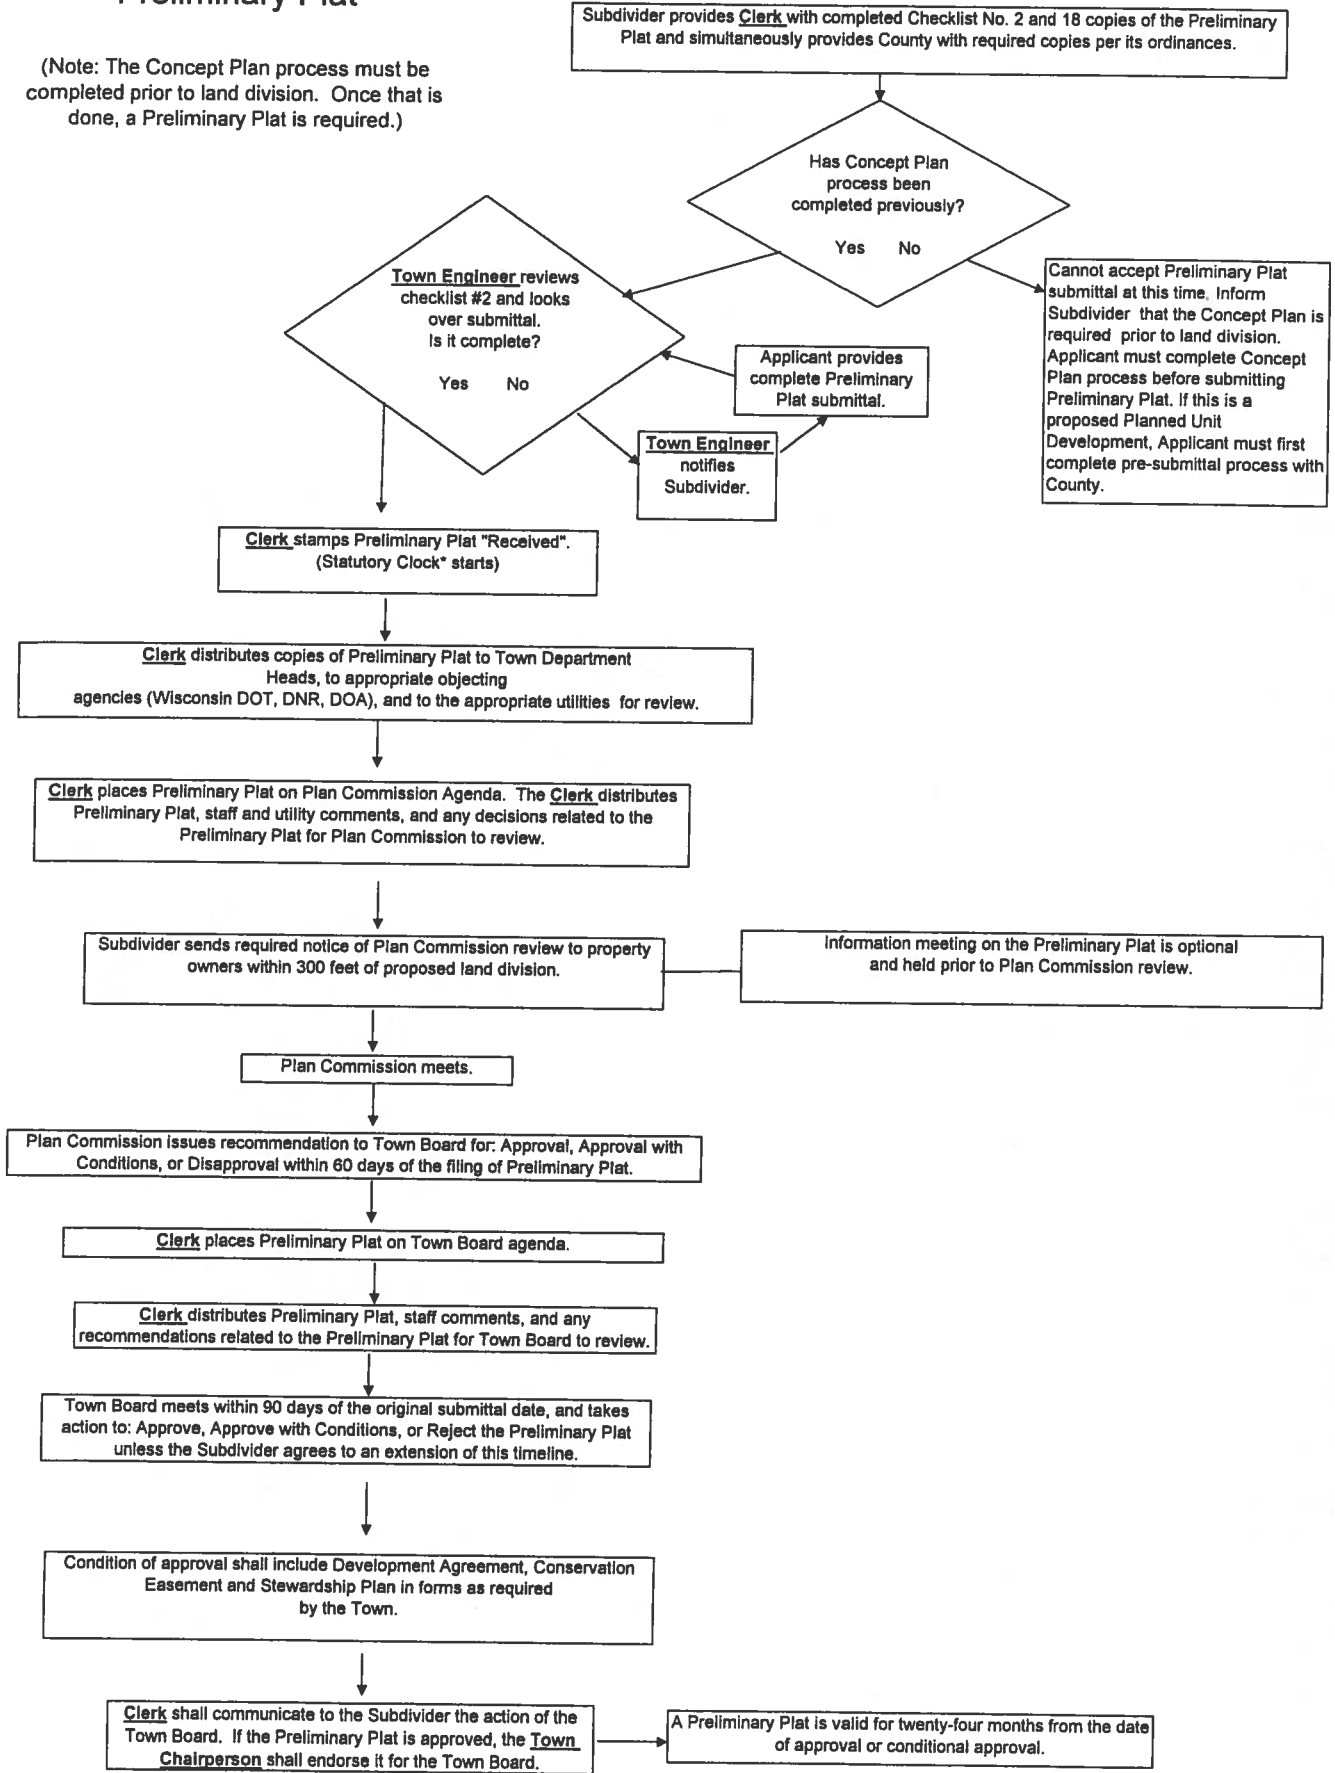 Preliminary Plat
(Note: The Concept Plan process must be
completed prior to land division. Once that is
done, a Preliminary Plat is required.)
Subdivider provides Clerk with completed Checklist No. 2 and 18 copies of the Preliminary
Plat and simultaneously provides County with required copies per its ordinances.
Has Concept Plan
process been
completed previously?
Yes No
Town Engineer reviews
checklist #2 and looks
over submittal.
Is it complete?
Yes No
Cannot accept Preliminary Plat
submittal at this time. Inform
Subdivider that the Concept Plan is
required prior to land division.
Applicant must complete Concept
Plan process before submitting
Preliminary Plat. If this is a
proposed Planned Unit
Development, Applicant must first
complete pre-submittal process with
County.
Applicant provides
complete Preliminary
Plat submittal.
Town Engineer
notifies
Subdivider.
Clerk stamps Preliminary Plat "Received".
(Statutory Clock* starts)
Clerk distributes copies of Preliminary Plat to Town Department
Heads, to appropriate objecting
agencies (Wisconsin DOT, DNR, DOA), and to the appropriate utilities for review.
Clerk places Preliminary Plat on Plan Commission Agenda. The Clerk distributes
Preliminary Plat, staff and utility comments, and any decisions related to the
Preliminary Plat for Plan Commission to review.
Subdivider sends required notice of Plan Commission review to property
owners within 300 feet of proposed land division.
Information meeting on the Preliminary Plat is optional
and held prior to Plan Commission review.
Plan Commission meets.
Plan Commission issues recommendation to Town Board for: Approval, Approval with
Conditions, or Disapproval within 60 days of the filing of Preliminary Plat.
Clerk places Preliminary Plat on Town Board agenda.
Clerk distributes Preliminary Plat, staff comments, and any
recommendations related to the Preliminary Plat for Town Board to review.
Town Board meets within 90 days of the original submittal date, and takes
action to: Approve, Approve with Conditions, or Reject the Preliminary Plat
unless the Subdivider agrees to an extension of this timeline.
Condition of approval shall include Development Agreement, Conservation
Easement and Stewardship Plan in forms as required
by the Town.
Clerk shall communicate to the Subdivider the action of the
Town Board. If the Preliminary Plat is approved, the Town
Chairperson shall endorse it for the Town Board.
A Preliminary Plat is valid for twenty-four months from the date
of approval or conditional approval.